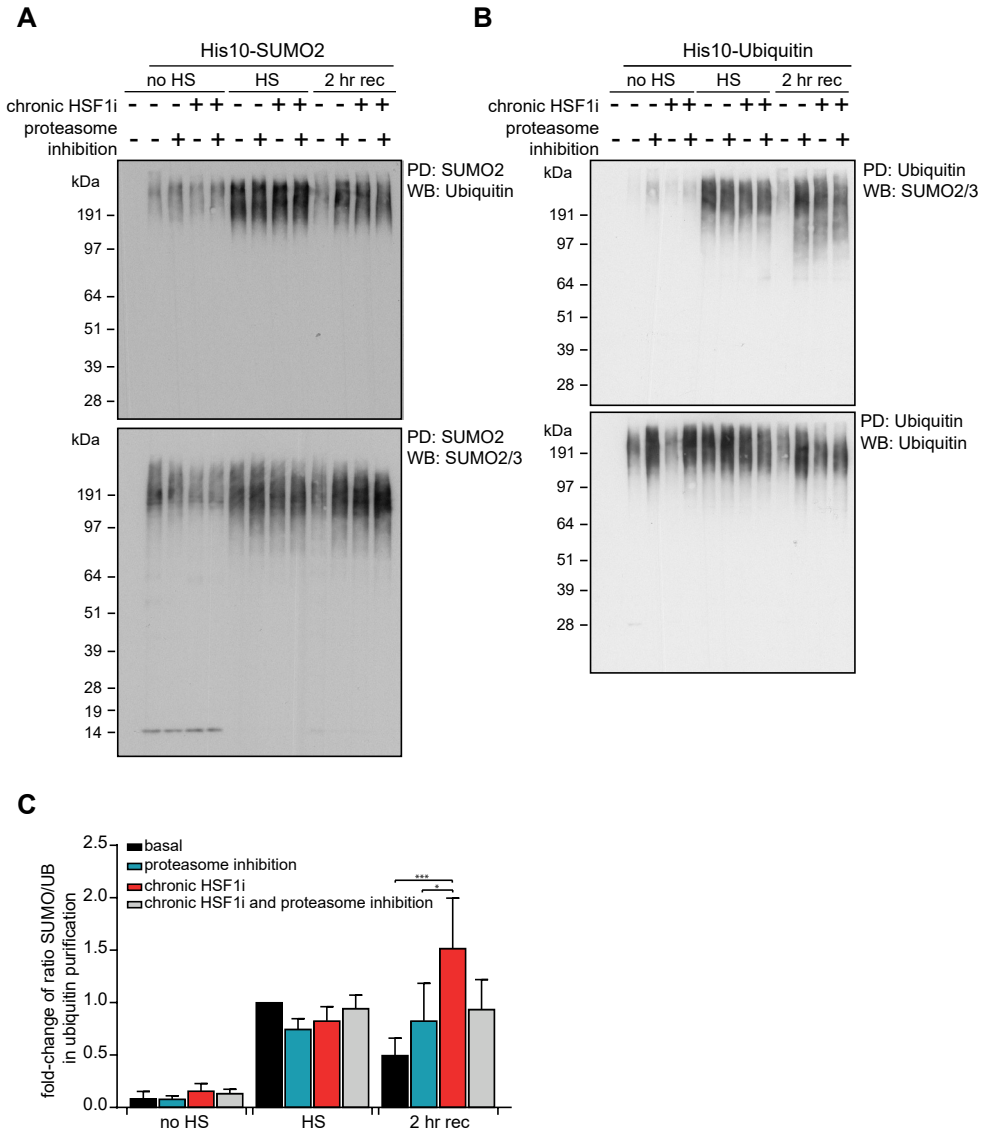 A
His10-SUMO2
no HS HS 2 hr rec
chronic HSF1i - - - + + - - + + - - + +
proteasome
inhibition - - + - + - + - + - + - +
kDa
191
97
64
51
39
28
PD: SUMO2
WB: Ubiquitin
kDa
191
97
64
51
39
28
19
14
PD: SUMO2
WB: SUMO2/3
B
His10-Ubiquitin
no HS HS 2 hr rec
chronic HSF1i - - - + + - - + + - - + +
proteasome
inhibition - - + - + - + - + - + - +
kDa
191
97
64
51
39
28
PD: Ubiquitin
WB: SUMO2/3
kDa
191
97
64
51
39
28
PD: Ubiquitin
WB: Ubiquitin
C
fold-change of ratio SUMO/UB
in ubiquitin purification
2.5
2.0
1.5
1.0
0.5
0.0
basal
proteasome inhibition
chronic HSF1i
chronic HSF1i and proteasome inhibition
***
*
no HS HS 2 hr rec